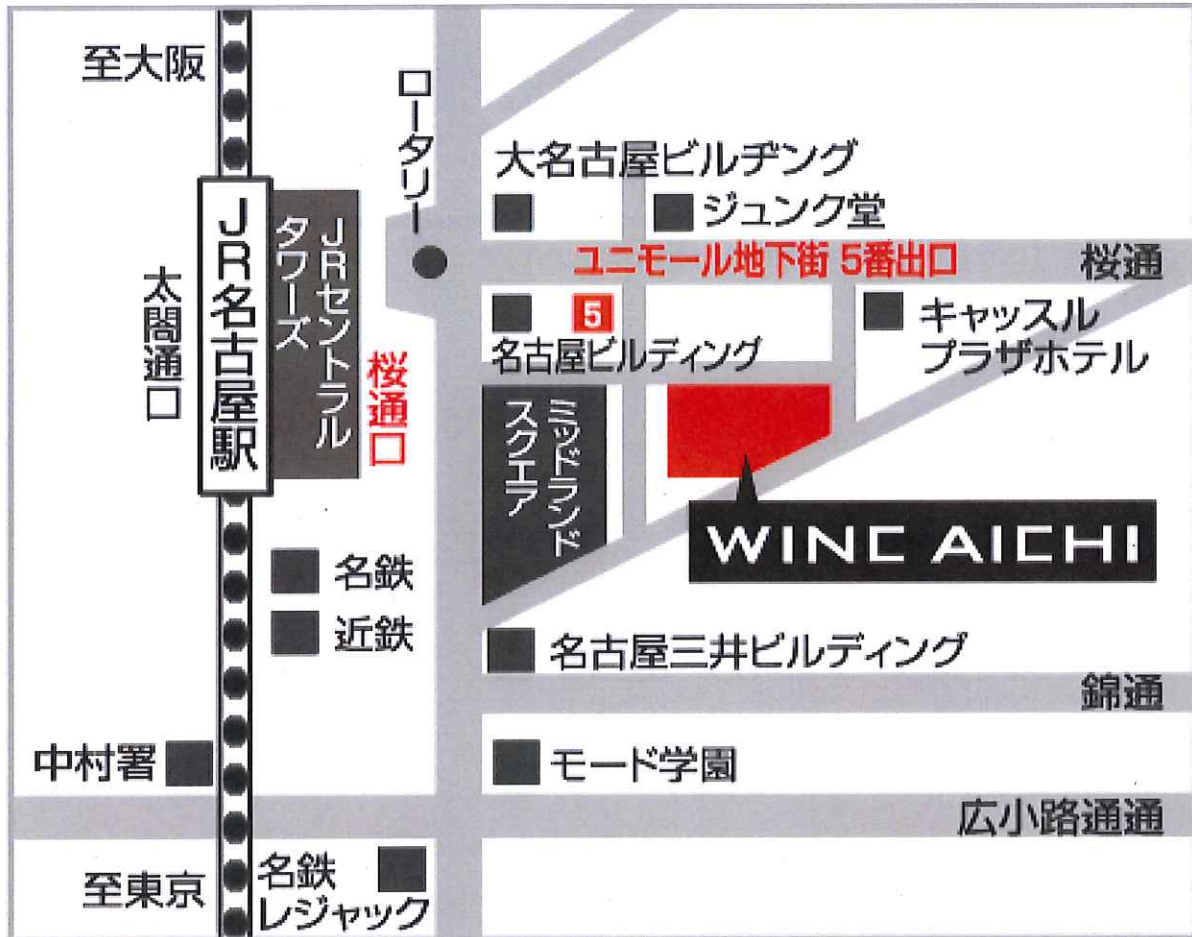 至大阪
ロータリー
大名古屋ビルヂング
ジュンク堂
JR名古屋駅
JRセントラル
タワーズ
ユニモール地下街 5番出口
桜通
太閤通口
桜通口
5
名古屋ビルディング
キャッスル
プラザホテル
ミッドランド
スクエア
WINC AICHI
名鉄
近鉄
名古屋三井ビルディング
錦通
中村署
モード学園
広小路通通
至東京
名鉄
レジャック